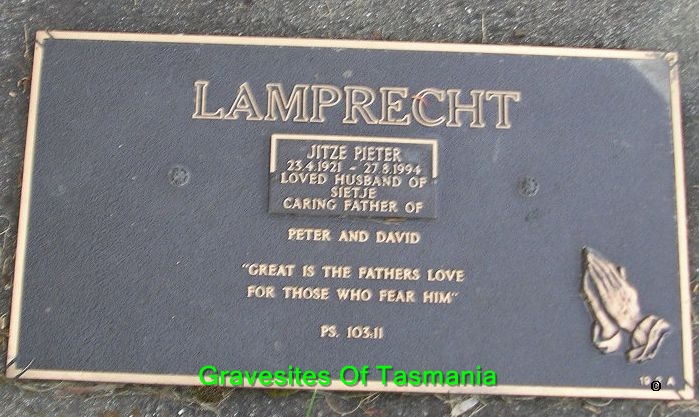 LAMPRECHT
JITZE PIETER
23.4.1921 - 27.8.1994
LOVED HUSBAND OF
SIETJE
CARING FATHER OF
PETER AND DAVID
"GREAT IS THE FATHERS LOVE
FOR THOSE WHO FEAR HIM"
PS. 103:11
Gravesites Of Tasmania